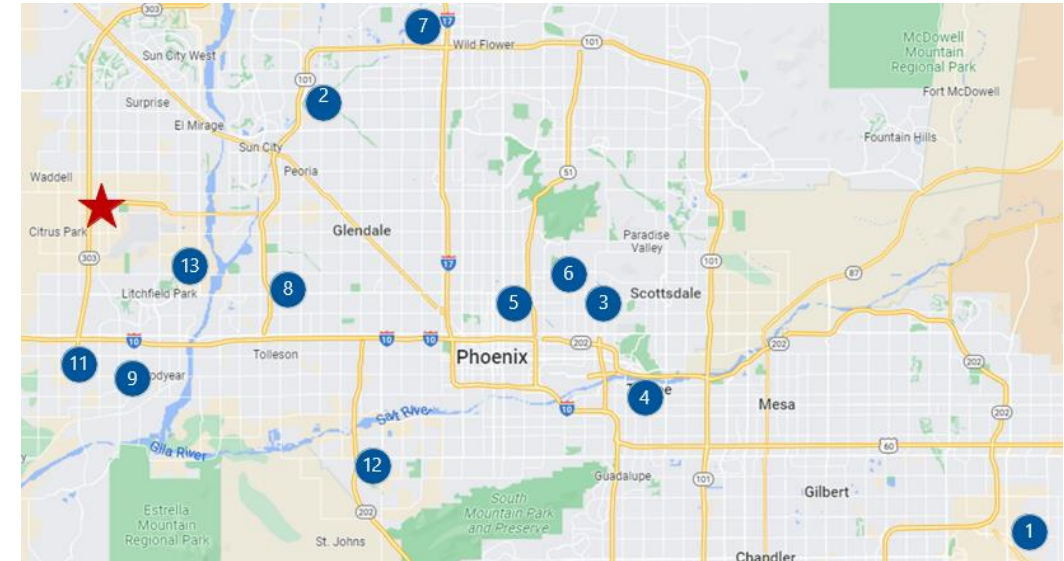 303
7
17
Wild Flower
101
McDowell
Mountain
Regional Park
Sun City West
101
2
Fort McDowell
Surprise
El Mirage
Fountain Hills
Sun City
Peoria
51
Waddell
Citrus Park
Glendale
Paradise
Valley
303
17
101
87
13
6
Litchfield Park
8
5
3
Scottsdale
10
10
10
202
202
Tolleson
Phoenix
11
9
odyear
202
4
e
10
Mesa
202
Salt Rive
Gila River
y
60
12
Guadalupe
101
Gilbert
South
Mountain Park
and Preserve
Estrella
Mountain
Regional Park
202
St. Johns
1
Chandler